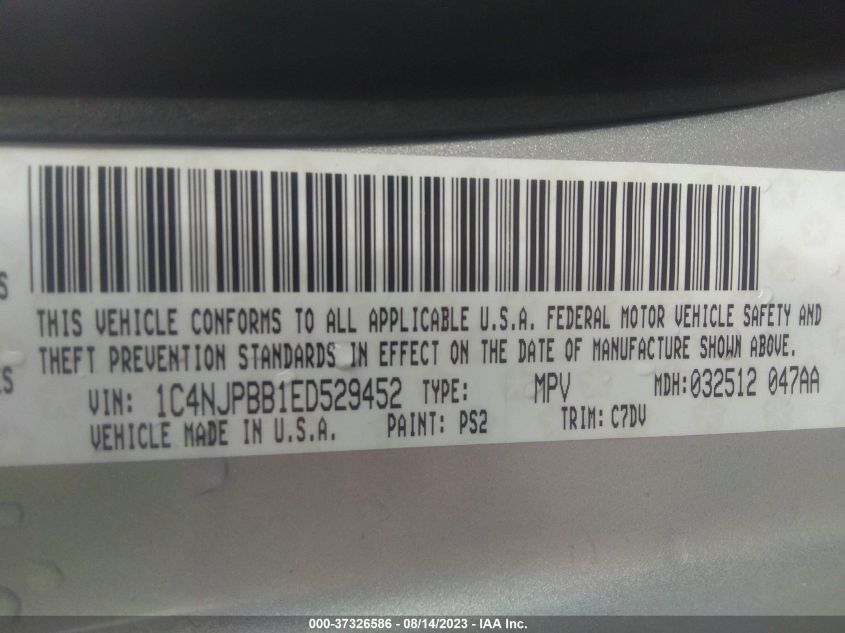 S
THIS VEHICLE CONFORMS TO ALL APPLICABLE U.S.A. FEDERAL MOTOR VEHICLE SAFETY AND
THEFT PREVENTION STANDARDS IN EFFECT ON THE DATE OF MANUFACTURE SHOWN ABOVE.
ES
VIN: 1C4NJPBB1ED529452 TYPE: MPV MDH: 032512 047AA
VEHICLE MADE IN U.S.A. PAINT: PS2 TRIM: C7DV
000-37326586 - 08/14/2023 - IAA Inc.